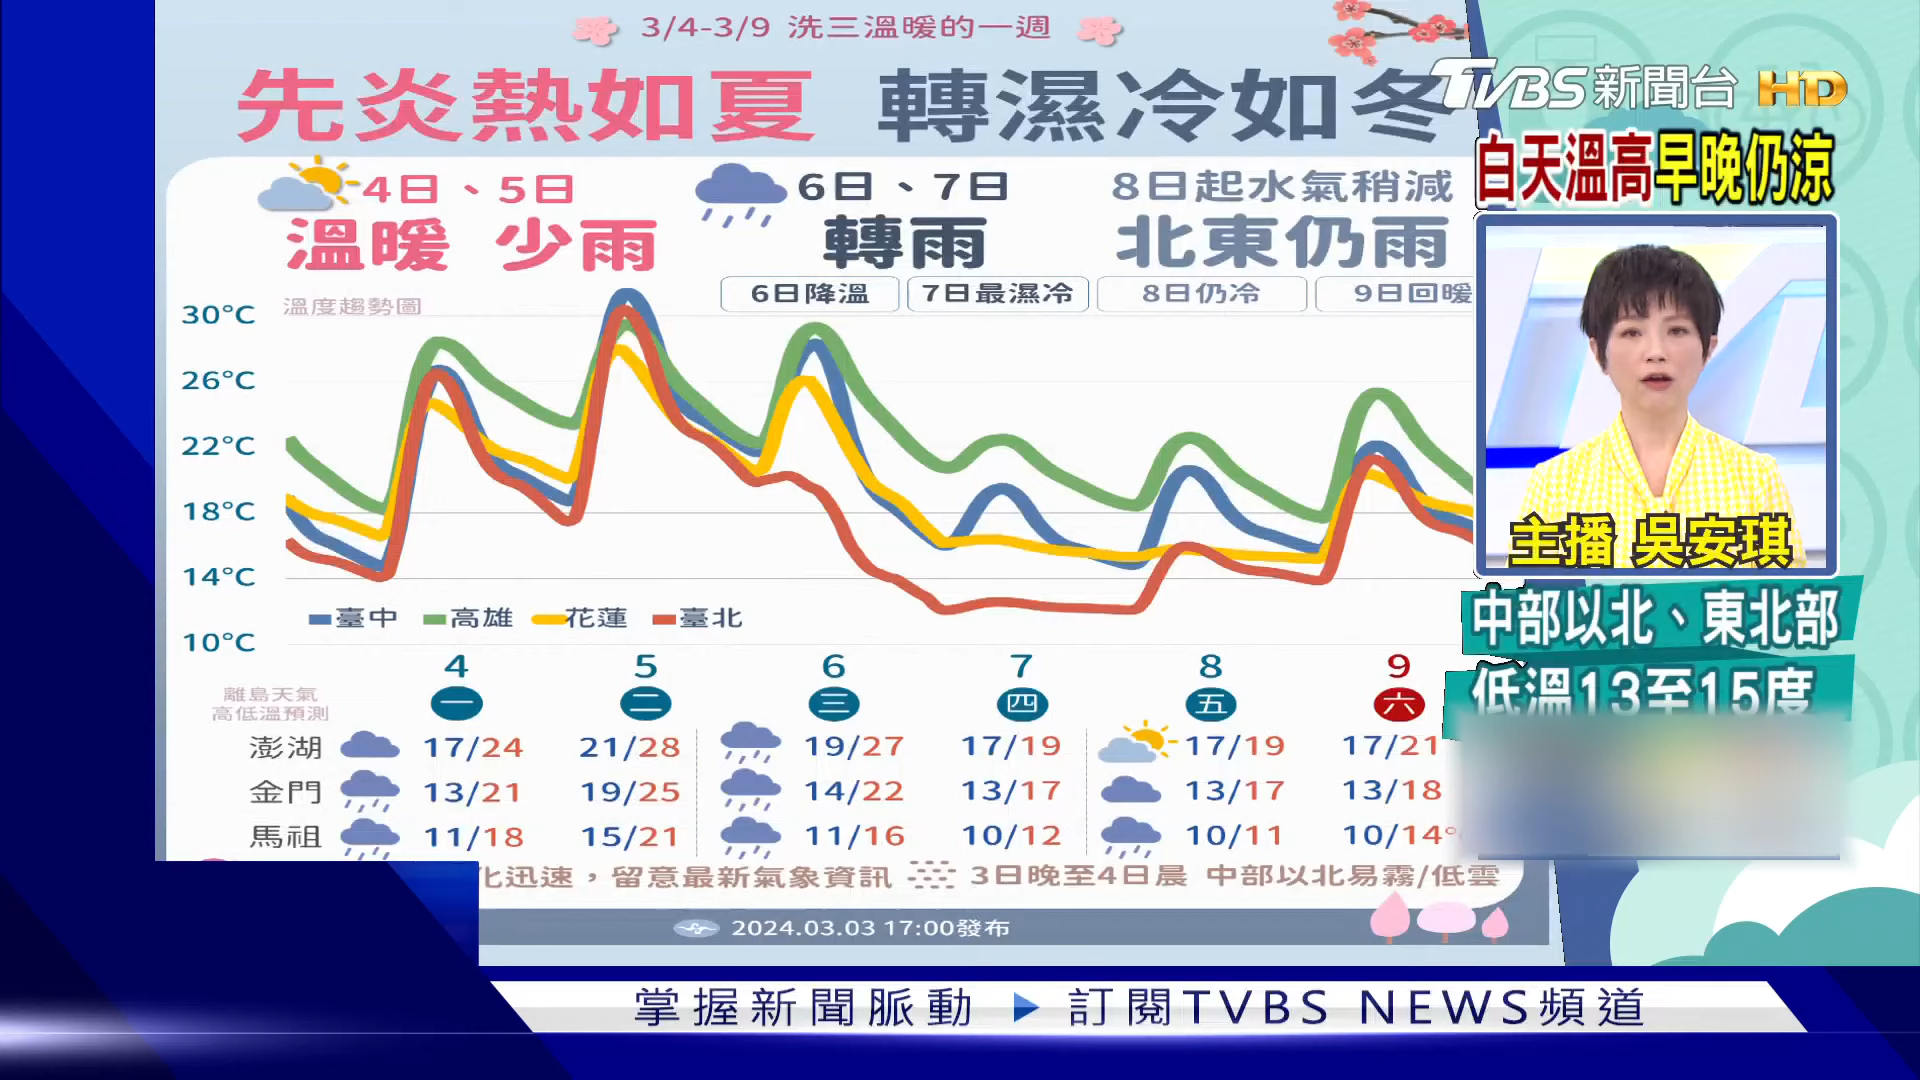 3/4-3/9 洗三溫暖的一週
先炎熱如夏 轉濕冷如冬
TVBS新聞台 HD
白天溫高早晚仍涼
4日、5日
溫暖 少雨
6日、7日
轉雨
8日起水氣稍減
北東仍雨
6日降溫
7日最濕冷
8日仍冷
9日回暖
溫度趨勢圖
30°C
26°C
22°C
18°C
14°C
10°C
臺中 高雄 花蓮 臺北
4 5 6 7 8 9
一 二 三 四 五 六
離島天氣
高低溫預測
澎湖 17/24 21/28 19/27 17/19 17/19 17/21
金門 13/21 19/25 14/22 13/17 13/17 13/18
馬祖 11/18 15/21 11/16 10/12 10/11 10/14°
化迅速，留意最新氣象資訊 3日晚至4日晨 中部以北易霧/低雲
2024.03.03 17:00發布
主播 吳安琪
中部以北、東北部
低溫13至15度
掌握新聞脈動 訂閱TVBS NEWS頻道